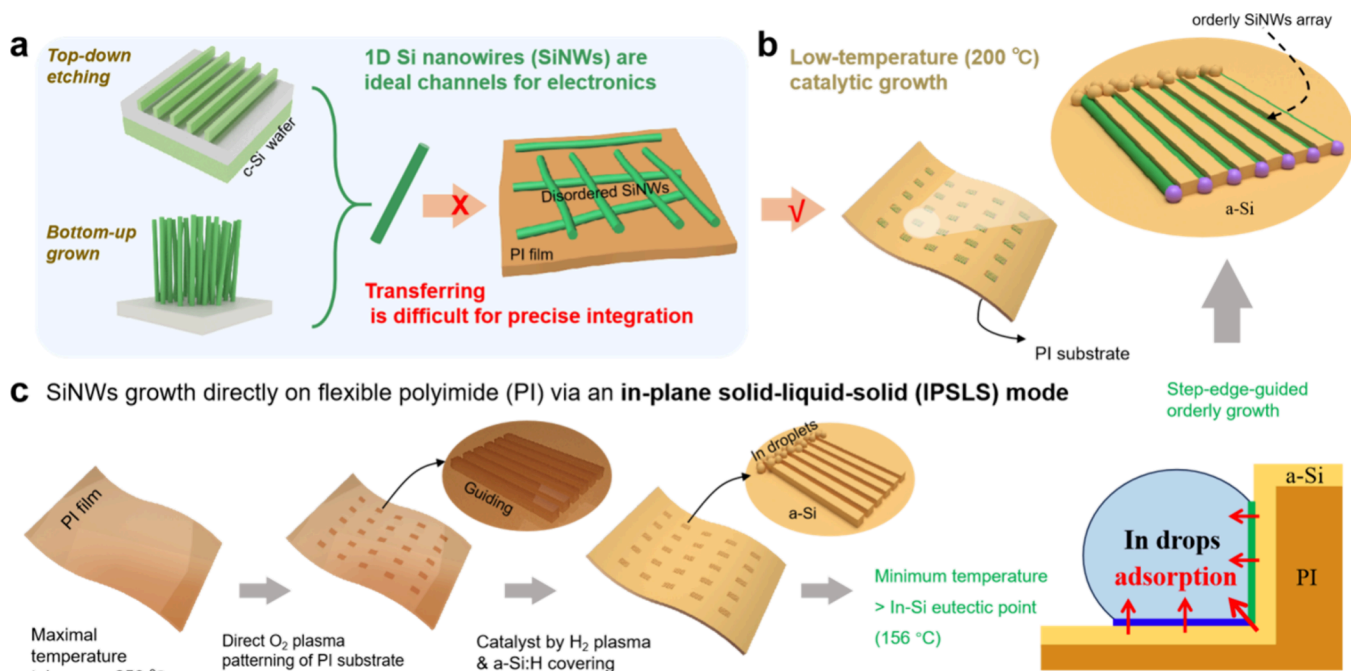 a
Top-down
etching
c-Si wafer
Bottom-up
grown
1D Si nanowires (SiNWs) are
ideal channels for electronics
X
Disordered SiNWs
PI film
Transferring
is difficult for precise integration
√
b
Low-temperature (200 °C)
catalytic growth
orderly SiNWs array
a-Si
PI substrate
c SiNWs growth directly on flexible polyimide (PI) via an in-plane solid-liquid-solid (IPSLS) mode
Step-edge-guided
orderly growth
PI film
Guiding
In droplets
a-Si
Maximal
temperature
Direct O₂ plasma
patterning of PI substrate
Catalyst by H₂ plasma
& a-Si:H covering
Minimum temperature
> In-Si eutectic point
(156 °C)
In drops
adsorption
a-Si
PI